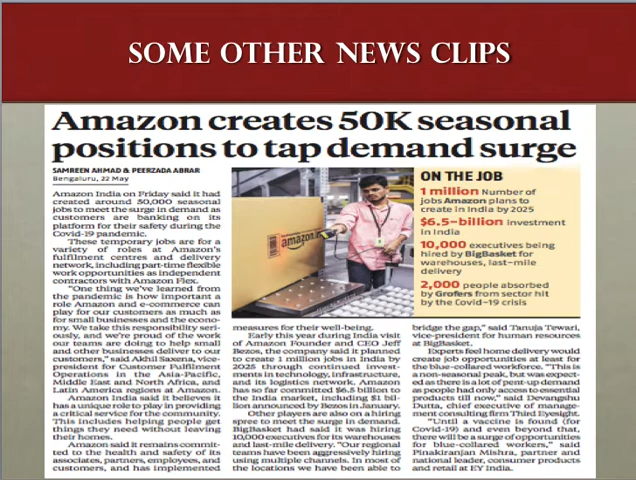 SOME OTHER NEWS CLIPS
Amazon creates 50K seasonal
positions to tap demand surge
SAMREEN AHMAD & PEERZADA ABRAR
Bengaluru, 22 May
Amazon India on Friday said it had
created around 50,000 seasonal
jobs to meet the surge in demand as
customers are banking on its
platform for their safety during the
Covid-19 pandemic.
These temporary jobs are for a
variety of roles at Amazon's
fulfilment centres and delivery
network, including part-time flexible
work opportunities as independent
contractors with Amazon Flex.
"One thing we've learned from
the pandemic is how important a
role Amazon and e-commerce can
play for our customers as much as
for small businesses and the econo-
my. We take this responsibility seri-
ously, and we're proud of the work
our teams are doing to help small
and other businesses deliver to our
customers," said Akhil Saxena, vice-
president for Customer Fulfilment
Operations in the Asia-Pacific,
Middle East and North Africa, and
Latin America regions at Amazon.
Amazon India said it believes it
has a unique role to play in providing
a critical service for the community.
This includes helping people get
things they need without leaving
their homes.
Amazon said it remains commit-
ted to the health and safety of its
associates, partners, employees, and
customers, and has implemented
amazon.in
measures for their well-being.
Early this year during India visit
of Amazon Founder and CEO Jeff
Bezos, the company said it planned
to create 1 million jobs in India by
2025 through continued invest-
ments in technology, infrastructure,
and its logistic network. Amazon
has so far committed $6.5 billion to
the India market, including $1 bil-
lion announced by Bezos in January.
Other players are also on a hiring
spree to meet the surge in demand.
BigBasket had said it was hiring
10,000 executives for its warehouses
and last-mile delivery. "Our regional
teams have been aggressively hiring
using multiple channels. In most of
the locations we have been able to
ON THE JOB
1 million Number of
jobs Amazon plans to
create in India by 2025
$6.5-billion investment
in India
10,000 executives being
hired by BigBasket for
warehouses, last-mile
delivery
2,000 people absorbed
by Grofers from sector hit
by the Covid-19 crisis
bridge the gap," said Tanuja Tewari,
vice-president for human resources
at BigBasket.
Experts feel home delivery would
create job opportunities at least for
the blue-collared workforce. "This is
a non-seasonal peak, but was expect-
ed as there is a lot of pent-up demand
as people had only access to essential
products till now," said Devangshu
Dutta, chief executive of manage-
ment consulting firm Third Eyesight.
"Until a vaccine is found (for
Covid-19) and even beyond that,
there will be a surge of opportunities
for blue-collared workers," said
Pinakiranjan Mishra, partner and
national leader, consumer products
and retail at EY India.